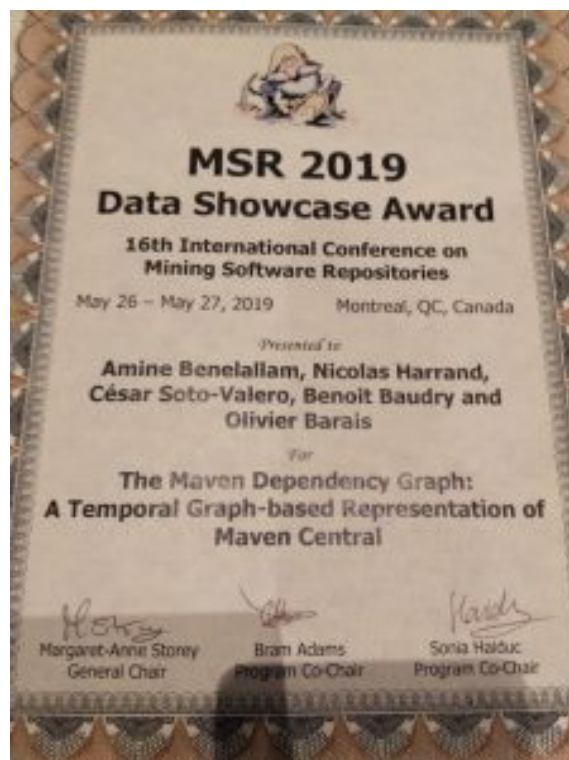 MSR 2019
Data Showcase Award
16th International Conference on
Mining Software Repositories
May 26 – May 27, 2019 Montreal, QC, Canada
Presented to
Amine Benelallam, Nicolas Harrand,
César Soto-Valero, Benoit Baudry and
Olivier Barais
For
The Maven Dependency Graph:
A Temporal Graph-based Representation of
Maven Central
Margaret-Anne Storey Bram Adams Sonia Haiduc
General Chair Program Co-Chair Program Co-Chair